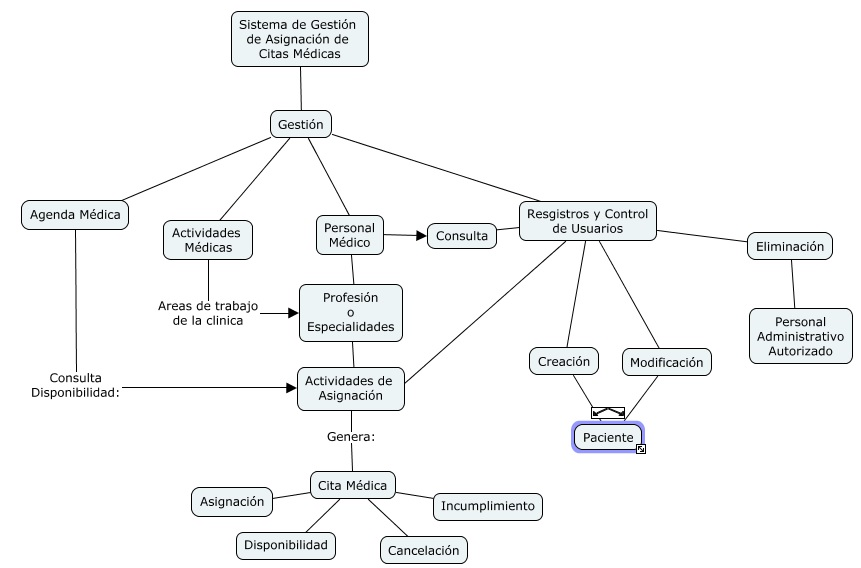 Sistema de Gestión
de Asignación de
Citas Médicas
Gestión
Agenda Médica
Actividades
Médicas
Personal
Médico
Consulta
Resgistros y Control
de Usuarios
Eliminación
Areas de trabajo
de la clinica
Profesión
o
Especialidades
Personal
Administrativo
Autorizado
Creación
Modificación
Consulta
Disponibilidad:
Actividades de
Asignación
Genera:
Paciente
Cita Médica
Asignación
Incumplimiento
Disponibilidad
Cancelación